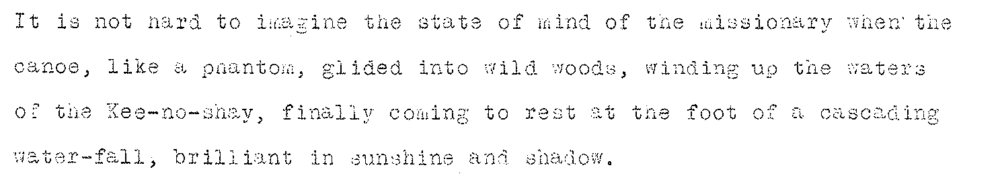 It is not hard to imagine the state of mind of the missionary when the
canoe, like a phantom, glided into wild woods, winding up the waters
of the Kee-no-shay, finally coming to rest at the foot of a cascading
water-fall, brilliant in sunshine and shadow.